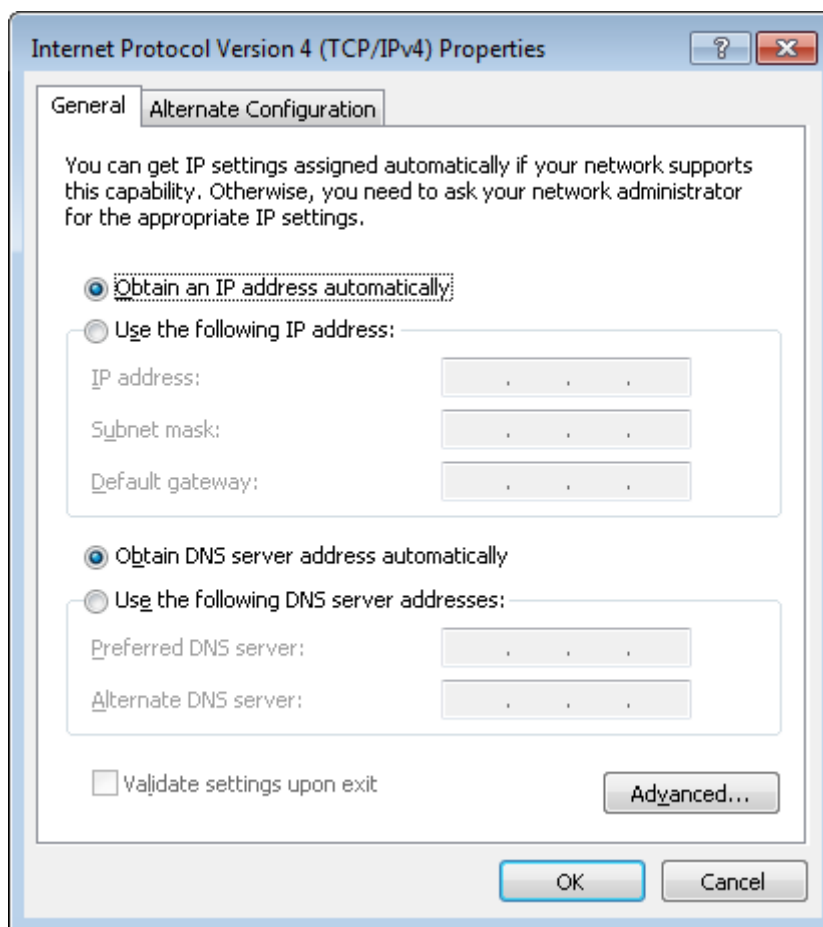 Internet Protocol Version 4 (TCP/IPv4) Properties
General
Alternate Configuration
You can get IP settings assigned automatically if your network supports
this capability. Otherwise, you need to ask your network administrator
for the appropriate IP settings.
Obtain an IP address automatically
Use the following IP address:
IP address:
. . .
Subnet mask:
. . .
Default gateway:
. . .
Obtain DNS server address automatically
Use the following DNS server addresses:
Preferred DNS server:
. . .
Alternate DNS server:
. . .
Validate settings upon exit
Advanced...
OK
Cancel